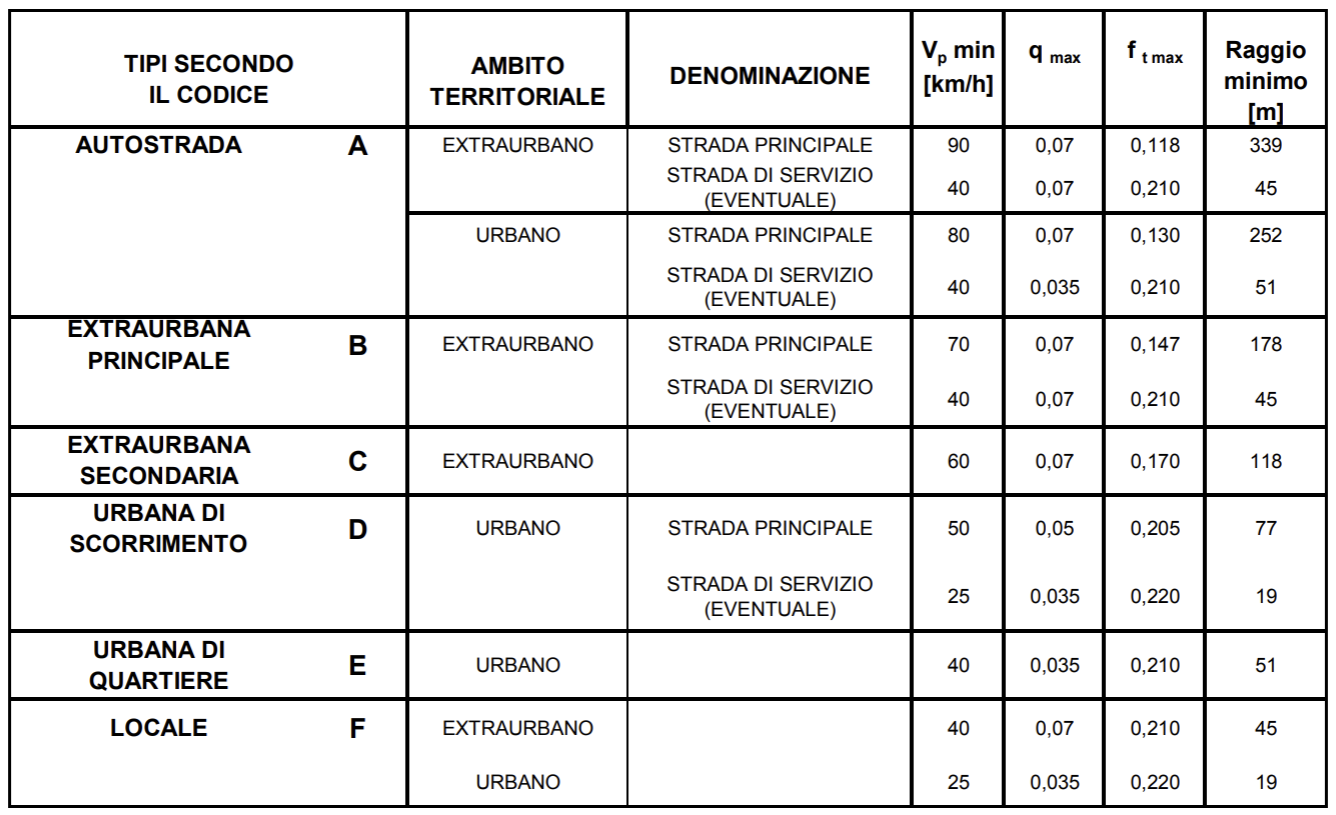 TIPI SECONDO
IL CODICE
AMBITO
TERRITORIALE
DENOMINAZIONE
Vp min
[km/h]
q max
f t max
Raggio
minimo
[m]
AUTOSTRADA A EXTRAURBANO STRADA PRINCIPALE 90 0,07 0,118 339
STRADA DI SERVIZIO
(EVENTUALE)
40 0,07 0,210 45
URBANO STRADA PRINCIPALE 80 0,07 0,130 252
STRADA DI SERVIZIO
(EVENTUALE)
40 0,035 0,210 51
EXTRAURBANA
PRINCIPALE
B EXTRAURBANO STRADA PRINCIPALE 70 0,07 0,147 178
STRADA DI SERVIZIO
(EVENTUALE)
40 0,07 0,210 45
EXTRAURBANA
SECONDARIA
C EXTRAURBANO 60 0,07 0,170 118
URBANA DI
SCORRIMENTO
D URBANO STRADA PRINCIPALE 50 0,05 0,205 77
STRADA DI SERVIZIO
(EVENTUALE)
25 0,035 0,220 19
URBANA DI
QUARTIERE
E URBANO 40 0,035 0,210 51
LOCALE F EXTRAURBANO 40 0,07 0,210 45
URBANO 25 0,035 0,220 19